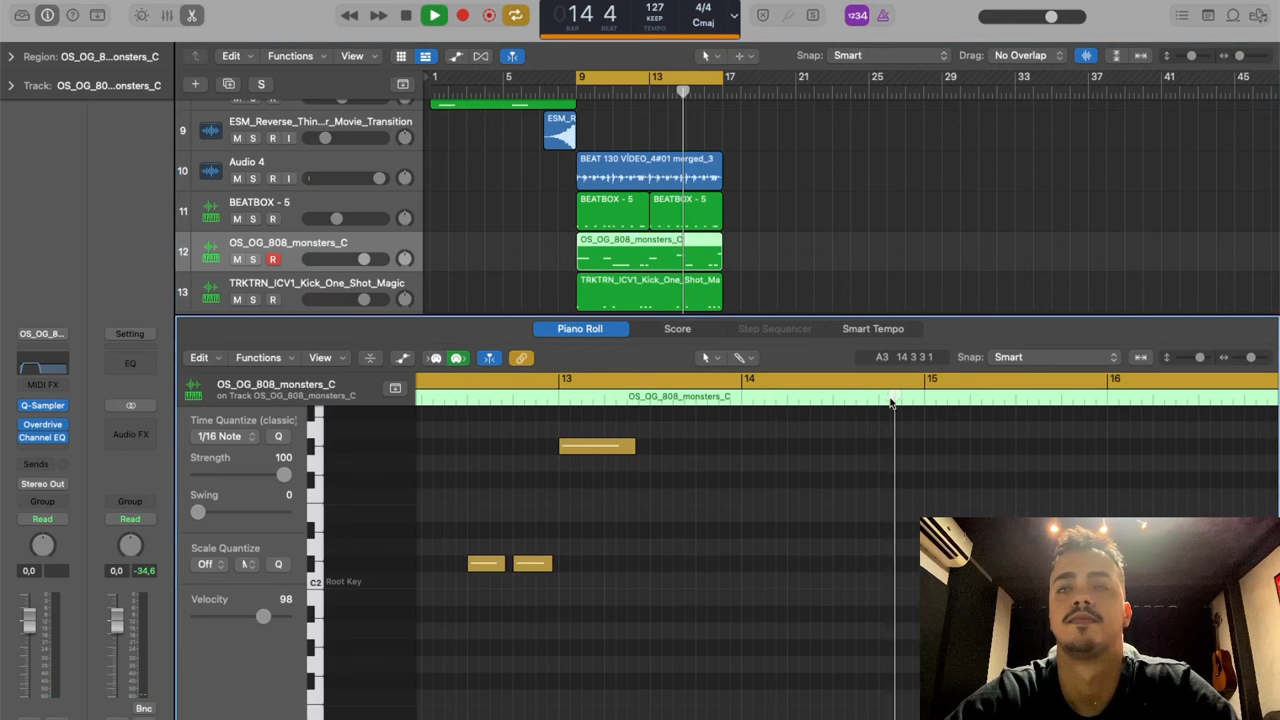 Region: OS_OG_8...onsters_C
Track: OS_OG_80...onsters_C
14 4
BAR BEAT
127
KEEP
TEMPO
4/4
Cmaj
1234
Edit
Functions
View
Snap: Smart
Drag: No Overlap
S
1 5 9 13 17 21 25 29 33 37 41 45
9 ESM_Reverse_Thin...r_Movie_Transition
M S R I
ESM_R
10 Audio 4
M S R I
BEAT 130 VÍDEO_4#01 merged_3
11 BEATBOX - 5
M S R
BEATBOX - 5
BEATBOX - 5
12 OS_OG_808_monsters_C
M S R
OS_OG_808_monsters_C
13 TRKTRN_ICV1_Kick_One_Shot_Magic
M S R
TRKTRN_ICV1_Kick_One_Shot_Ma
Piano Roll
Score
Step Sequencer
Smart Tempo
Edit
Functions
View
A3 14 3 3 1
Snap: Smart
OS_OG_808_monsters_C
on Track OS_OG_808_monsters_C
13 14 15 16
OS_OG_808_monsters_C
Time Quantize (classic)
1/16 Note Q
Strength 100
Swing 0
Scale Quantize
Off Q
Velocity 98
C2 Root Key
OS_OG_8...
Setting
EQ
MIDI FX
Q-Sampler
Overdrive
Channel EQ
Audio FX
Sends
Stereo Out
Group
Group
Read
Read
0,0
0,0 -34,6
Bnc